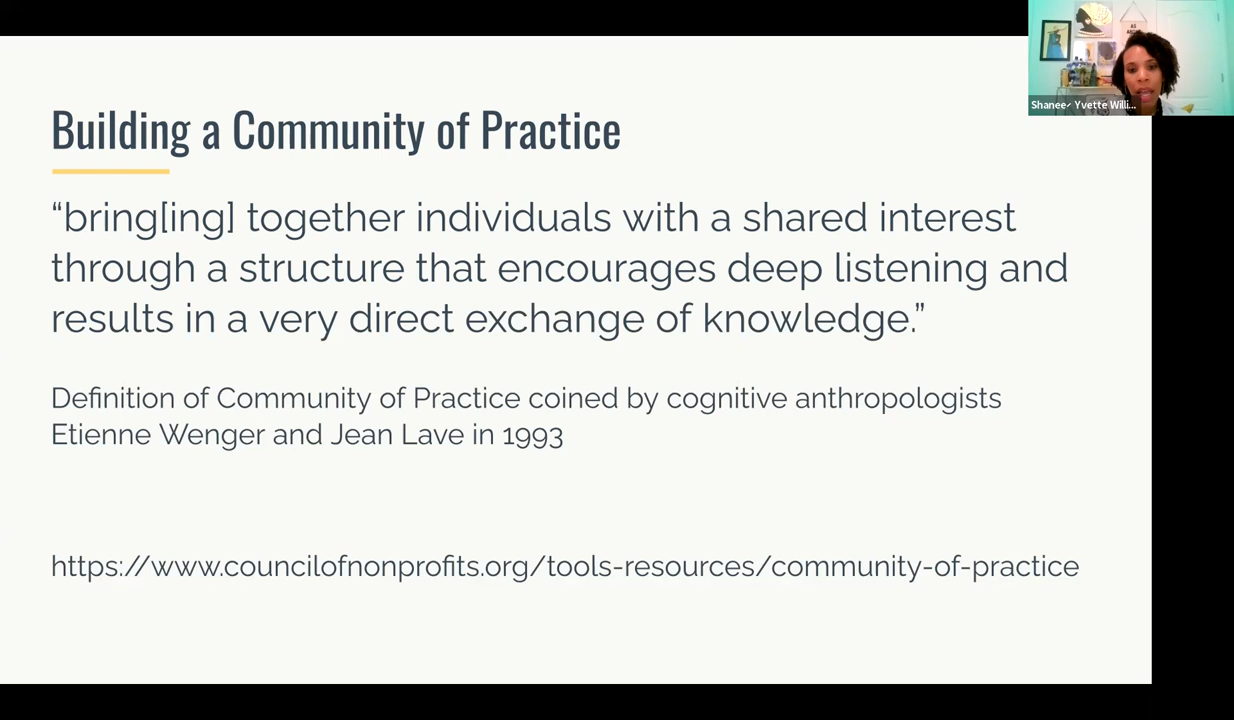 Building a Community of Practice
“bring[ing] together individuals with a shared interest
through a structure that encourages deep listening and
results in a very direct exchange of knowledge.”
Definition of Community of Practice coined by cognitive anthropologists
Etienne Wenger and Jean Lave in 1993
https://www.councilofnonprofits.org/tools-resources/community-of-practice
Yvette Willi...